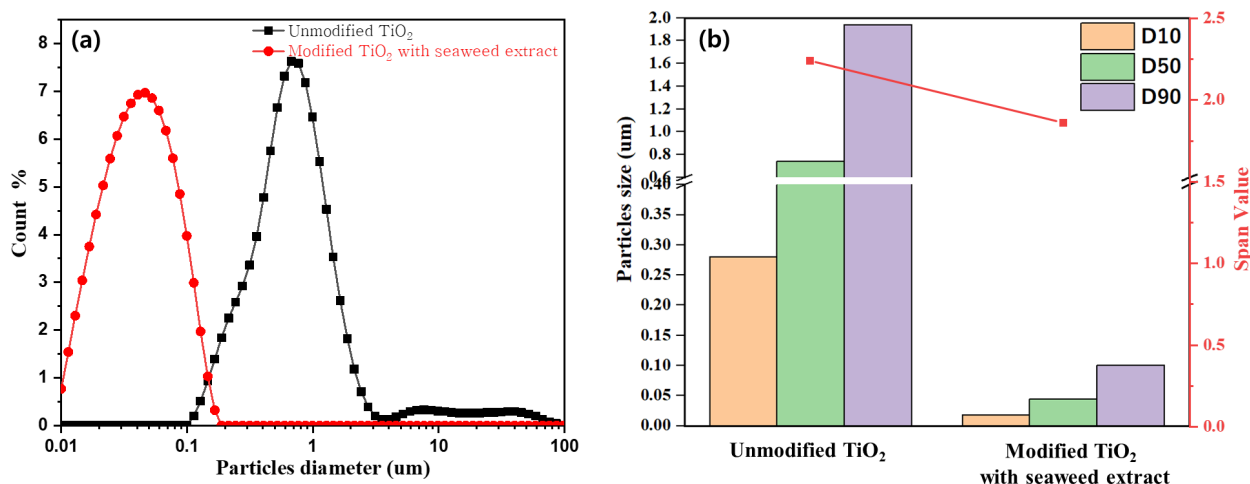 (a)
Unmodified TiO₂
Modified TiO₂ with seaweed extract
8
7
6
5
4
3
2
1
0
Count %
0.01 0.1 1 10 100
Particles diameter (um)
(b)
D10
D50
D90
2.0
1.8
1.6
1.4
1.2
1.0
0.8
0.6
0.40
0.35
0.30
0.25
0.20
0.15
0.10
0.05
0.00
Particles size (um)
2.5
2.0
1.5
1.0
0.5
0.0
Span Value
Unmodified TiO₂
Modified TiO₂
with seaweed extract